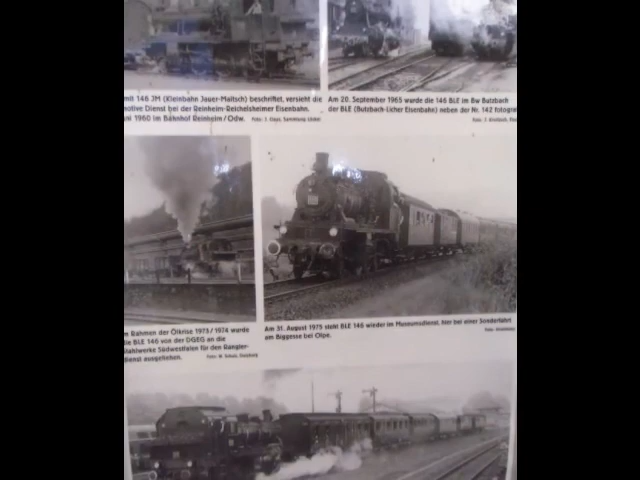 mit 146 JM (Kleinbahn Jauer-Maltsch) beschriftet, versieht die
motive Dienst bei der Reinheim-Reichelsheimer Eisenbahn.
uni 1960 im Bahnhof Reinheim/Odw.
Am 20. September 1965 wurde die 146 BLE im Bw Butzbach
der BLE (Butzbach-Licher Eisenbahn) neben der Nr. 142 fotogra
m Rahmen der Ölkrise 1973/1974 wurde
die BLE 146 von der DGEG an die
Stahlwerke Südwestfalen für den Rangier-
dienst ausgeliehen.
Am 31. August 1975 steht BLE 146 wieder im Museumsdienst, hier bei einer Sonderfahrt
am Biggesee bei Olpe.